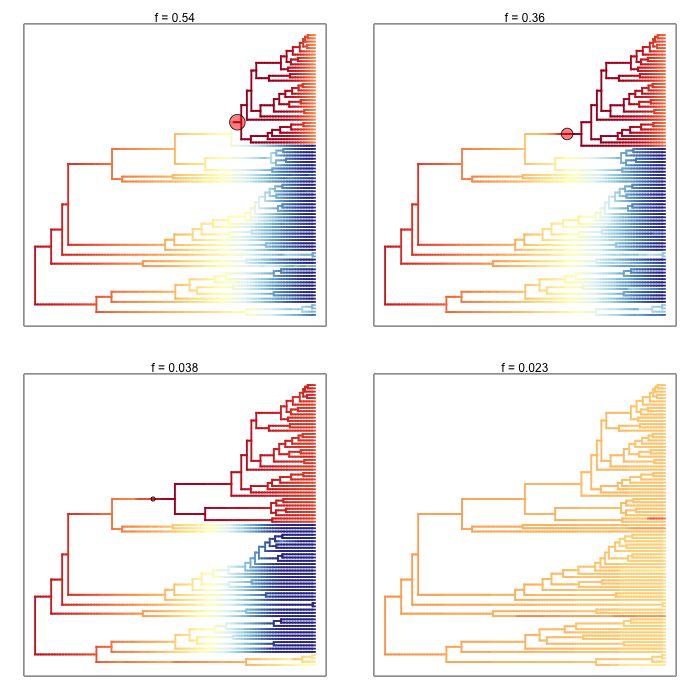 f = 0.54
f = 0.36
f = 0.038
f = 0.023